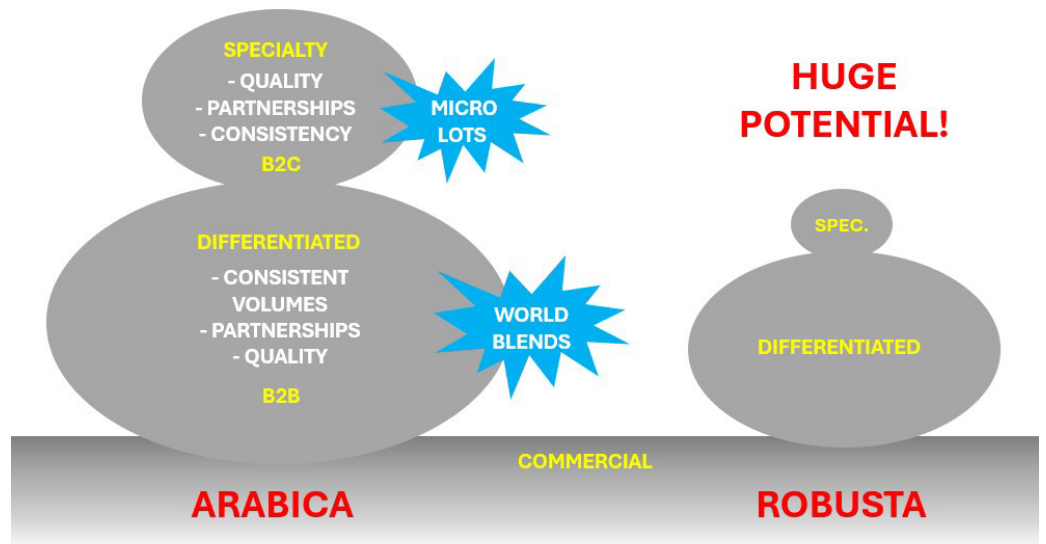 SPECIALTY
- QUALITY
- PARTNERSHIPS
- CONSISTENCY
B2C
MICRO
LOTS
HUGE
POTENTIAL!
DIFFERENTIATED
- CONSISTENT
VOLUMES
- PARTNERSHIPS
- QUALITY
B2B
WORLD
BLENDS
SPEC.
DIFFERENTIATED
COMMERCIAL
ARABICA
ROBUSTA